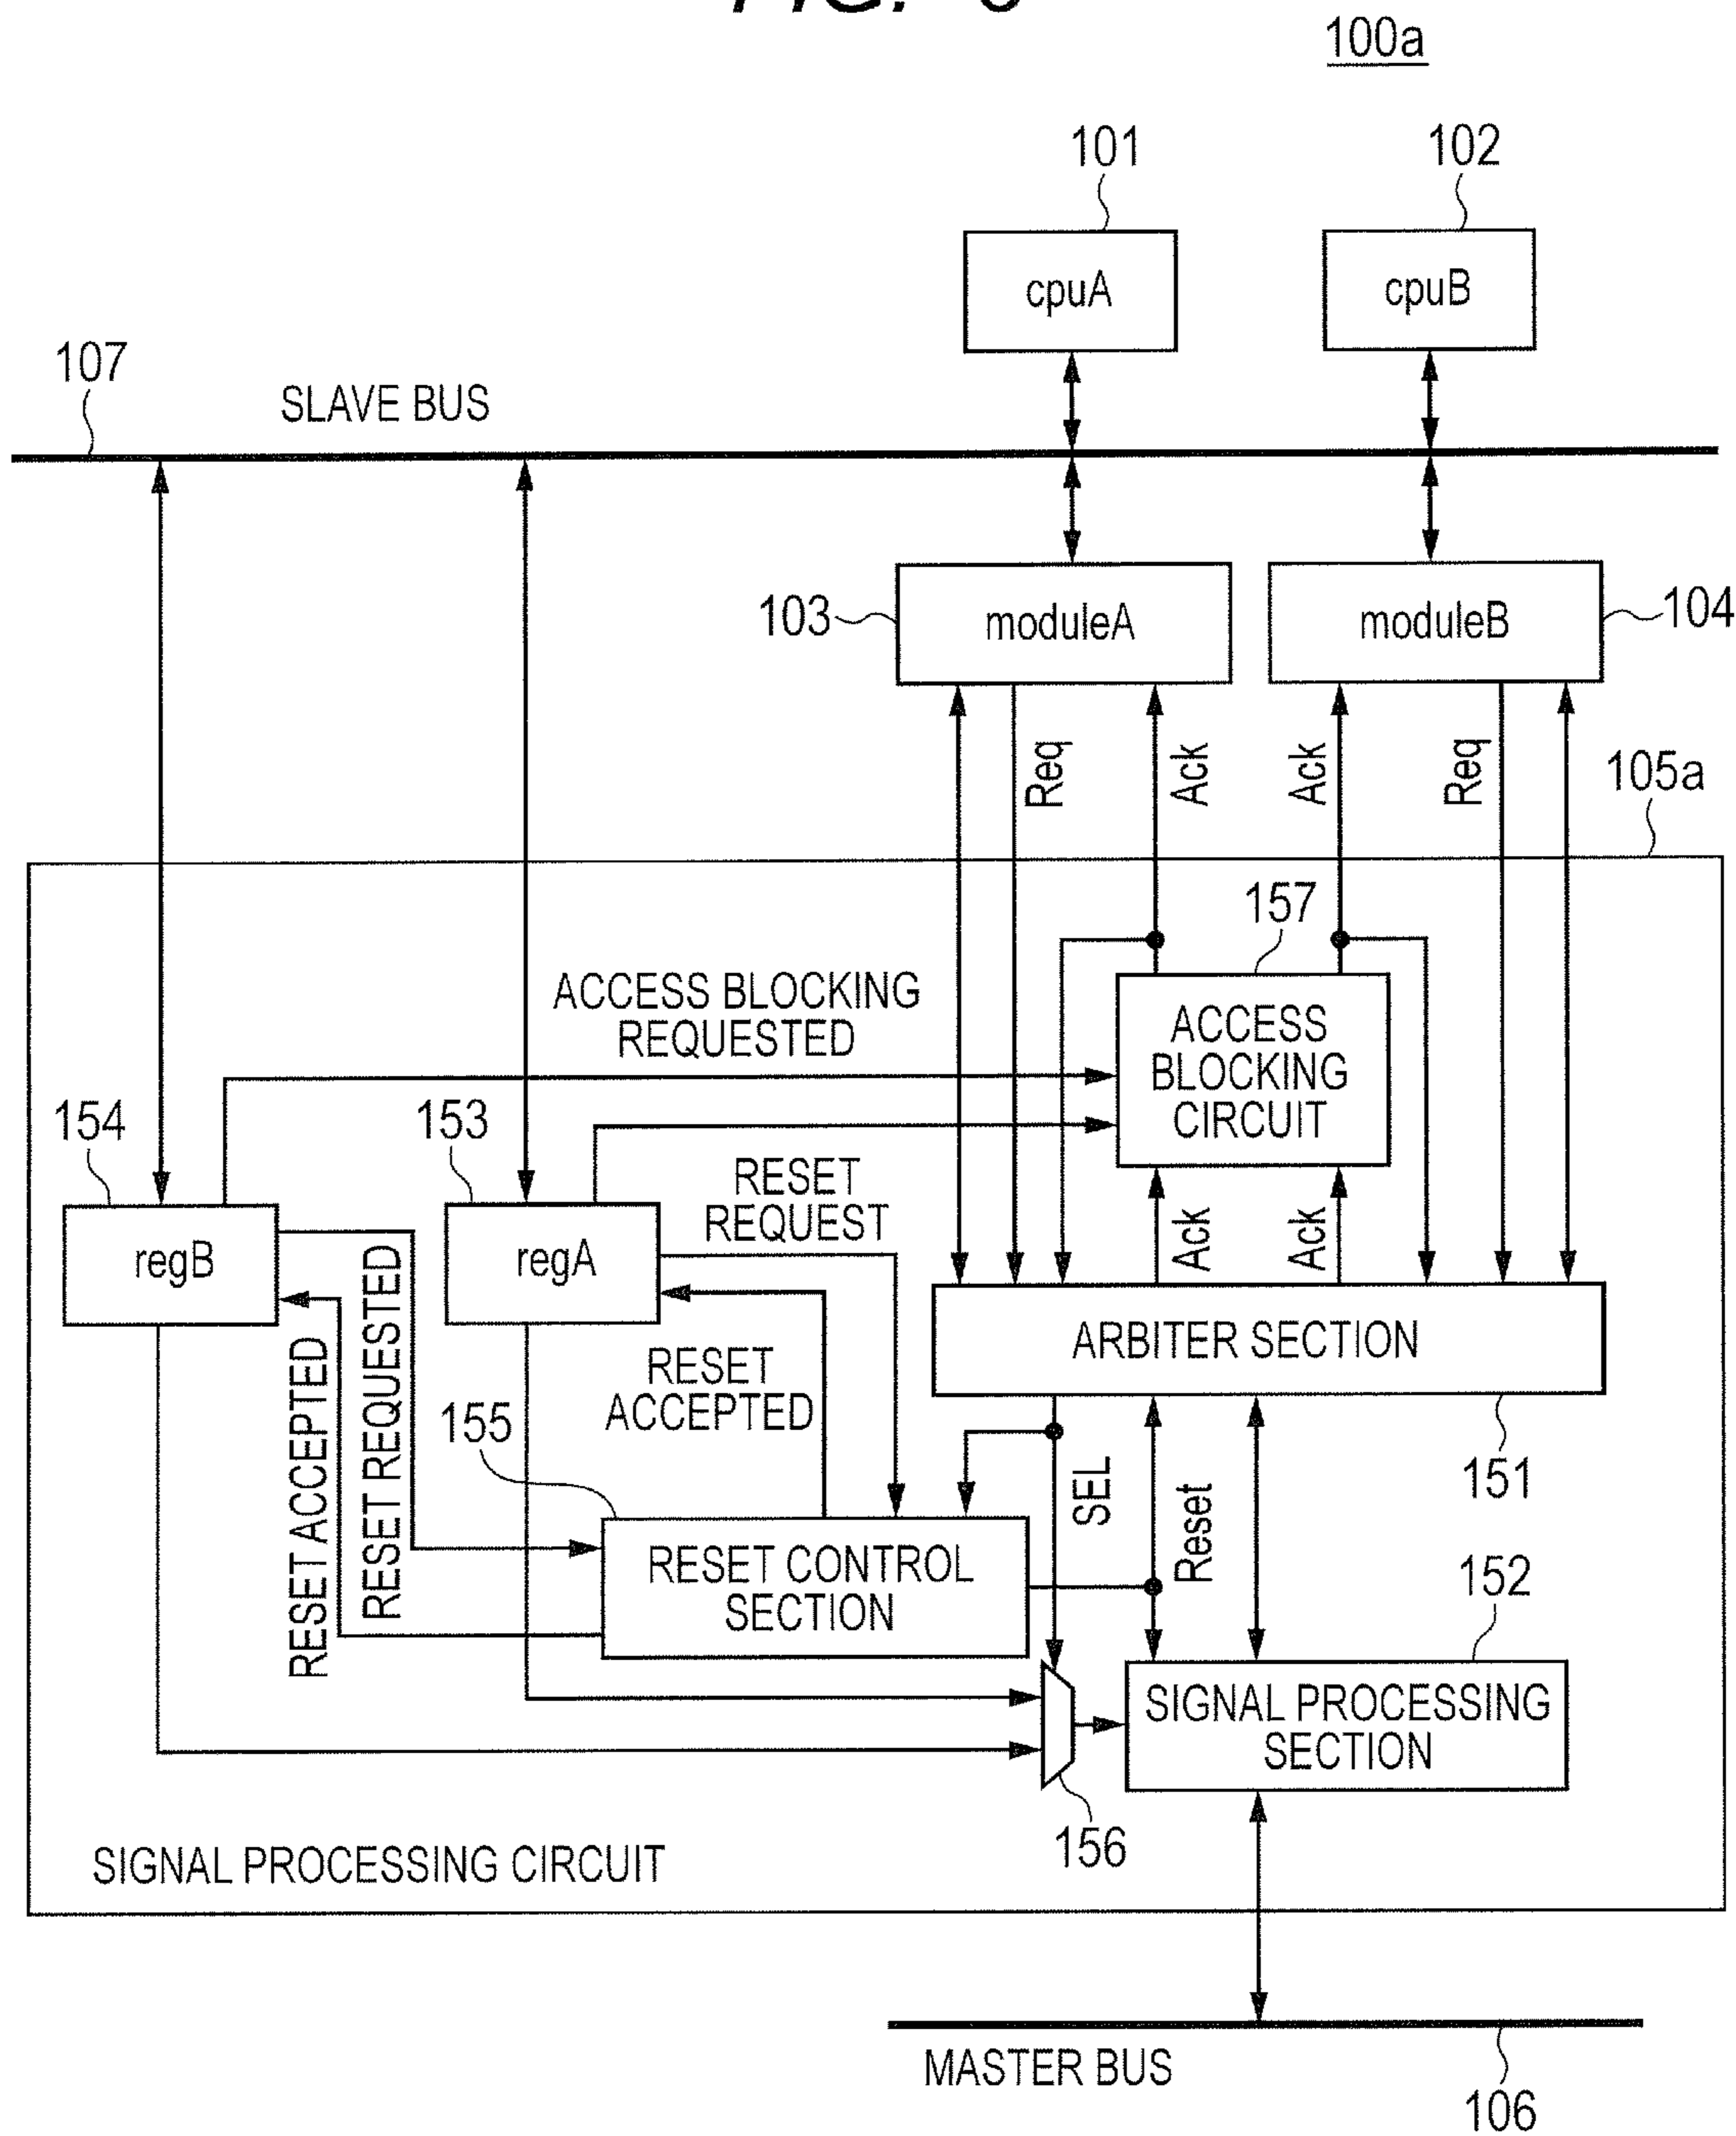 100a
101
102
cpuA
cpuB
107
SLAVE BUS
103
moduleA
moduleB
104
Req
Ack
Ack
Req
105a
157
ACCESS BLOCKING
REQUESTED
ACCESS
BLOCKING
CIRCUIT
154
153
RESET
REQUEST
regB
regA
Ack
Ack
RESET ACCEPTED
RESET REQUESTED
ARBITER SECTION
RESET
ACCEPTED
155
SEL
Reset
151
RESET CONTROL
SECTION
152
SIGNAL PROCESSING
SECTION
156
SIGNAL PROCESSING CIRCUIT
MASTER BUS
106